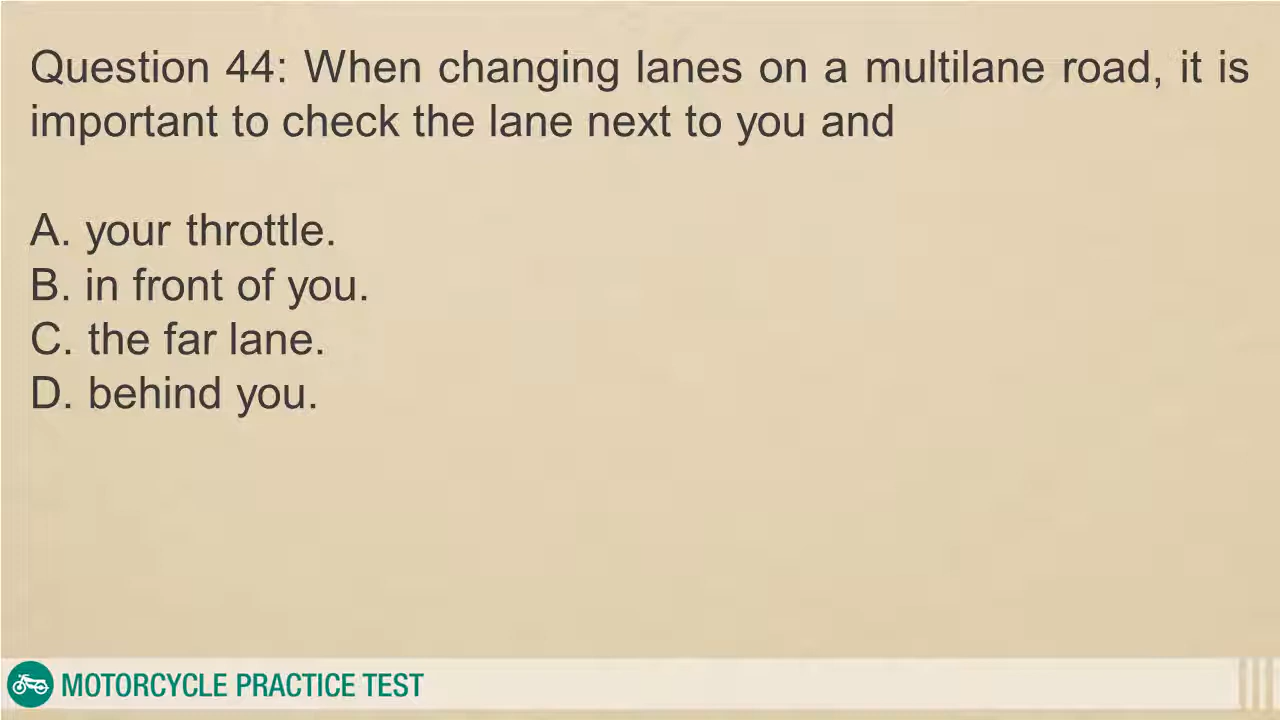 Question 44: When changing lanes on a multilane road, it is
important to check the lane next to you and
A. your throttle.
B. in front of you.
C. the far lane.
D. behind you.
MOTORCYCLE PRACTICE TEST